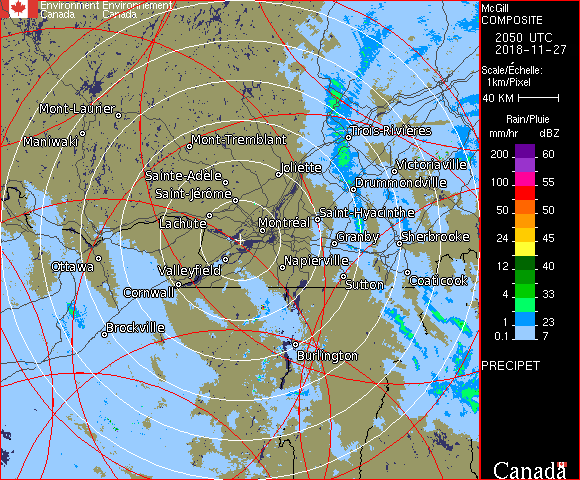 Environment Environnement
Canada Canada
McGill
COMPOSITE
2050 UTC
2018-11-27
Scale/Échelle:
1km/Pixel
40 KM
Rain/Pluie
mm/hr dBZ
200 60
100 55
50 50
24 45
12 40
4 33
1 23
0.1 7
PRECIPET
Canada
Mont-Laurier
Maniwaki
Mont-Tremblant
Trois-Rivières
Sainte-Adèle
Joliette
Victoriaville
Saint-Jérôme
Drummondville
Lachute
Saint-Hyacinthe
Montréal
Granby
Sherbrooke
Ottawa
Valleyfield
Napierville
Cornwall
Sutton
Coaticook
Brockville
Burlington